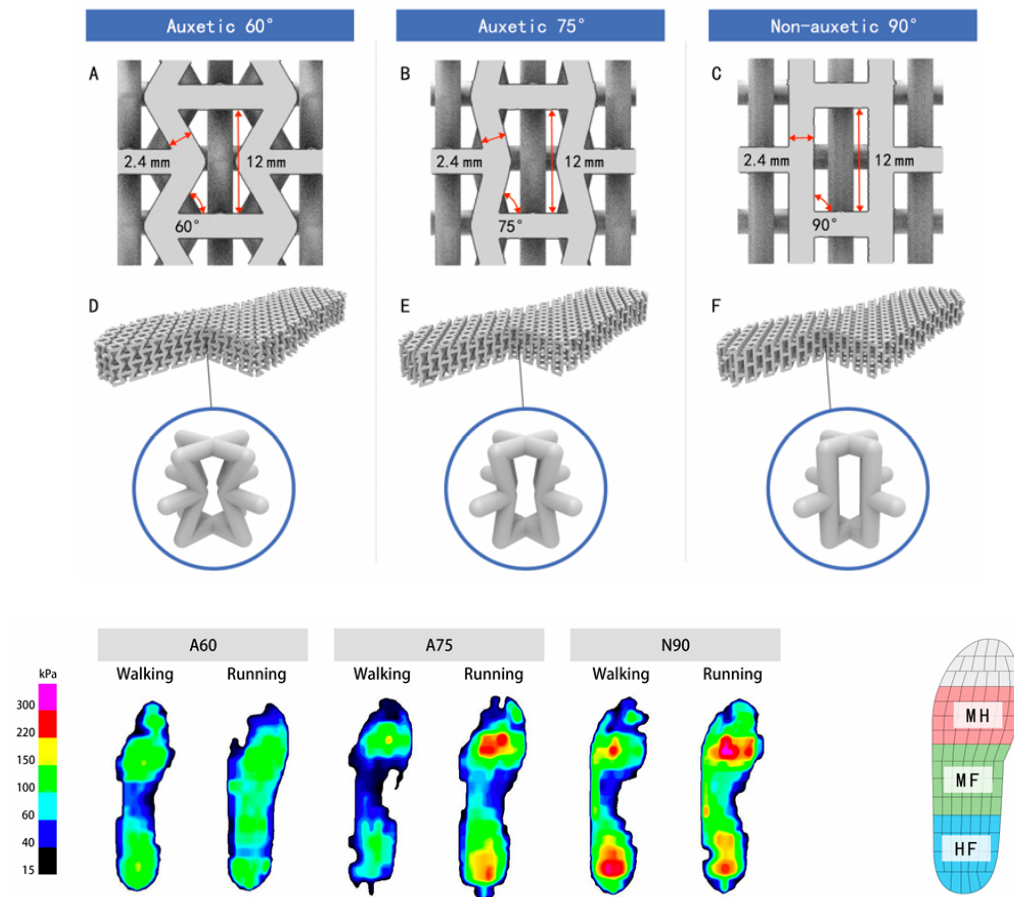 Auxetic 60°
Auxetic 75°
Non-auxetic 90°
A
B
C
2.4 mm
12 mm
60°
2.4 mm
12 mm
75°
2.4 mm
12 mm
90°
D
E
F
A60
A75
N90
kPa
Walking
Running
Walking
Running
Walking
Running
300
220
150
100
60
40
15
MH
MF
HF